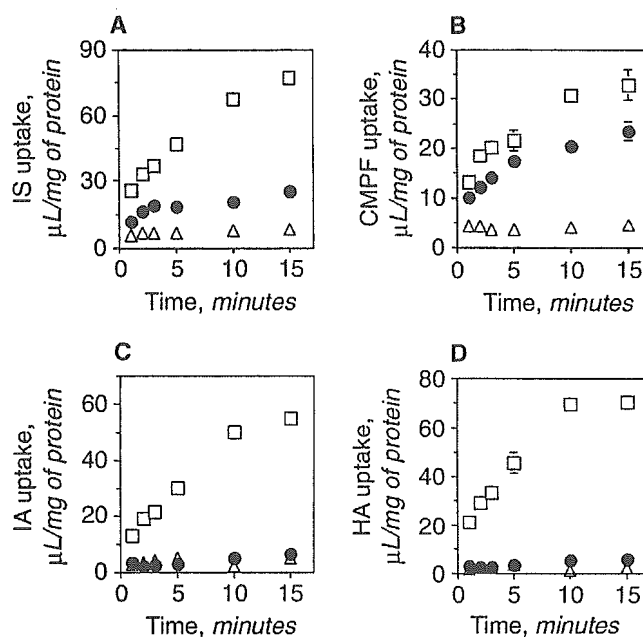 A
IS uptake,
µL/mg of protein
90
60
30
0
0 5 10 15
Time, minutes
B
CMPF uptake,
µL/mg of protein
40
30
20
10
0
0 5 10 15
Time, minutes
C
IA uptake,
µL/mg of protein
60
40
20
0
0 5 10 15
Time, minutes
D
HA uptake,
µL/mg of protein
80
60
40
20
0
0 5 10 15
Time, minutes